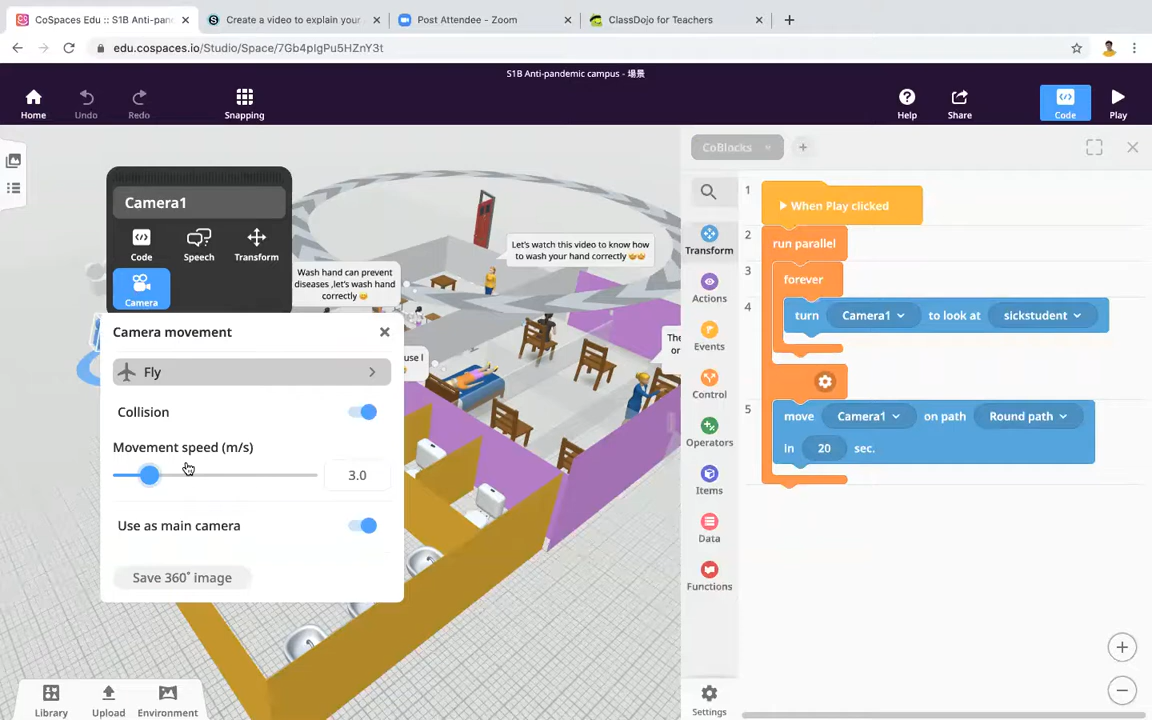 CoSpaces Edu :: S1B Anti-pan
Create a video to explain your
Post Attendee - Zoom
ClassDojo for Teachers
edu.cospaces.io/Studio/Space/7Gb4pIgPu5HZnY3t
S1B Anti-pandemic campus - 場景
Home
Undo
Redo
Snapping
Help
Share
Code
Play
Camera1
Code
Speech
Transform
Camera
Let's watch this video to know how
to wash your hand correctly
Wash hand can prevent
diseases ,let's wash hand
correctly
The
or
use I
Camera movement
Fly
Collision
Movement speed (m/s)
3.0
Use as main camera
Save 360° image
Library
Upload
Environment
CoBlocks
Transform
Actions
Events
Control
Operators
Items
Data
Functions
Settings
1
When Play clicked
2
run parallel
3
forever
4
turn Camera1 to look at sickstudent
5
move Camera1 on path Round path
in 20 sec.